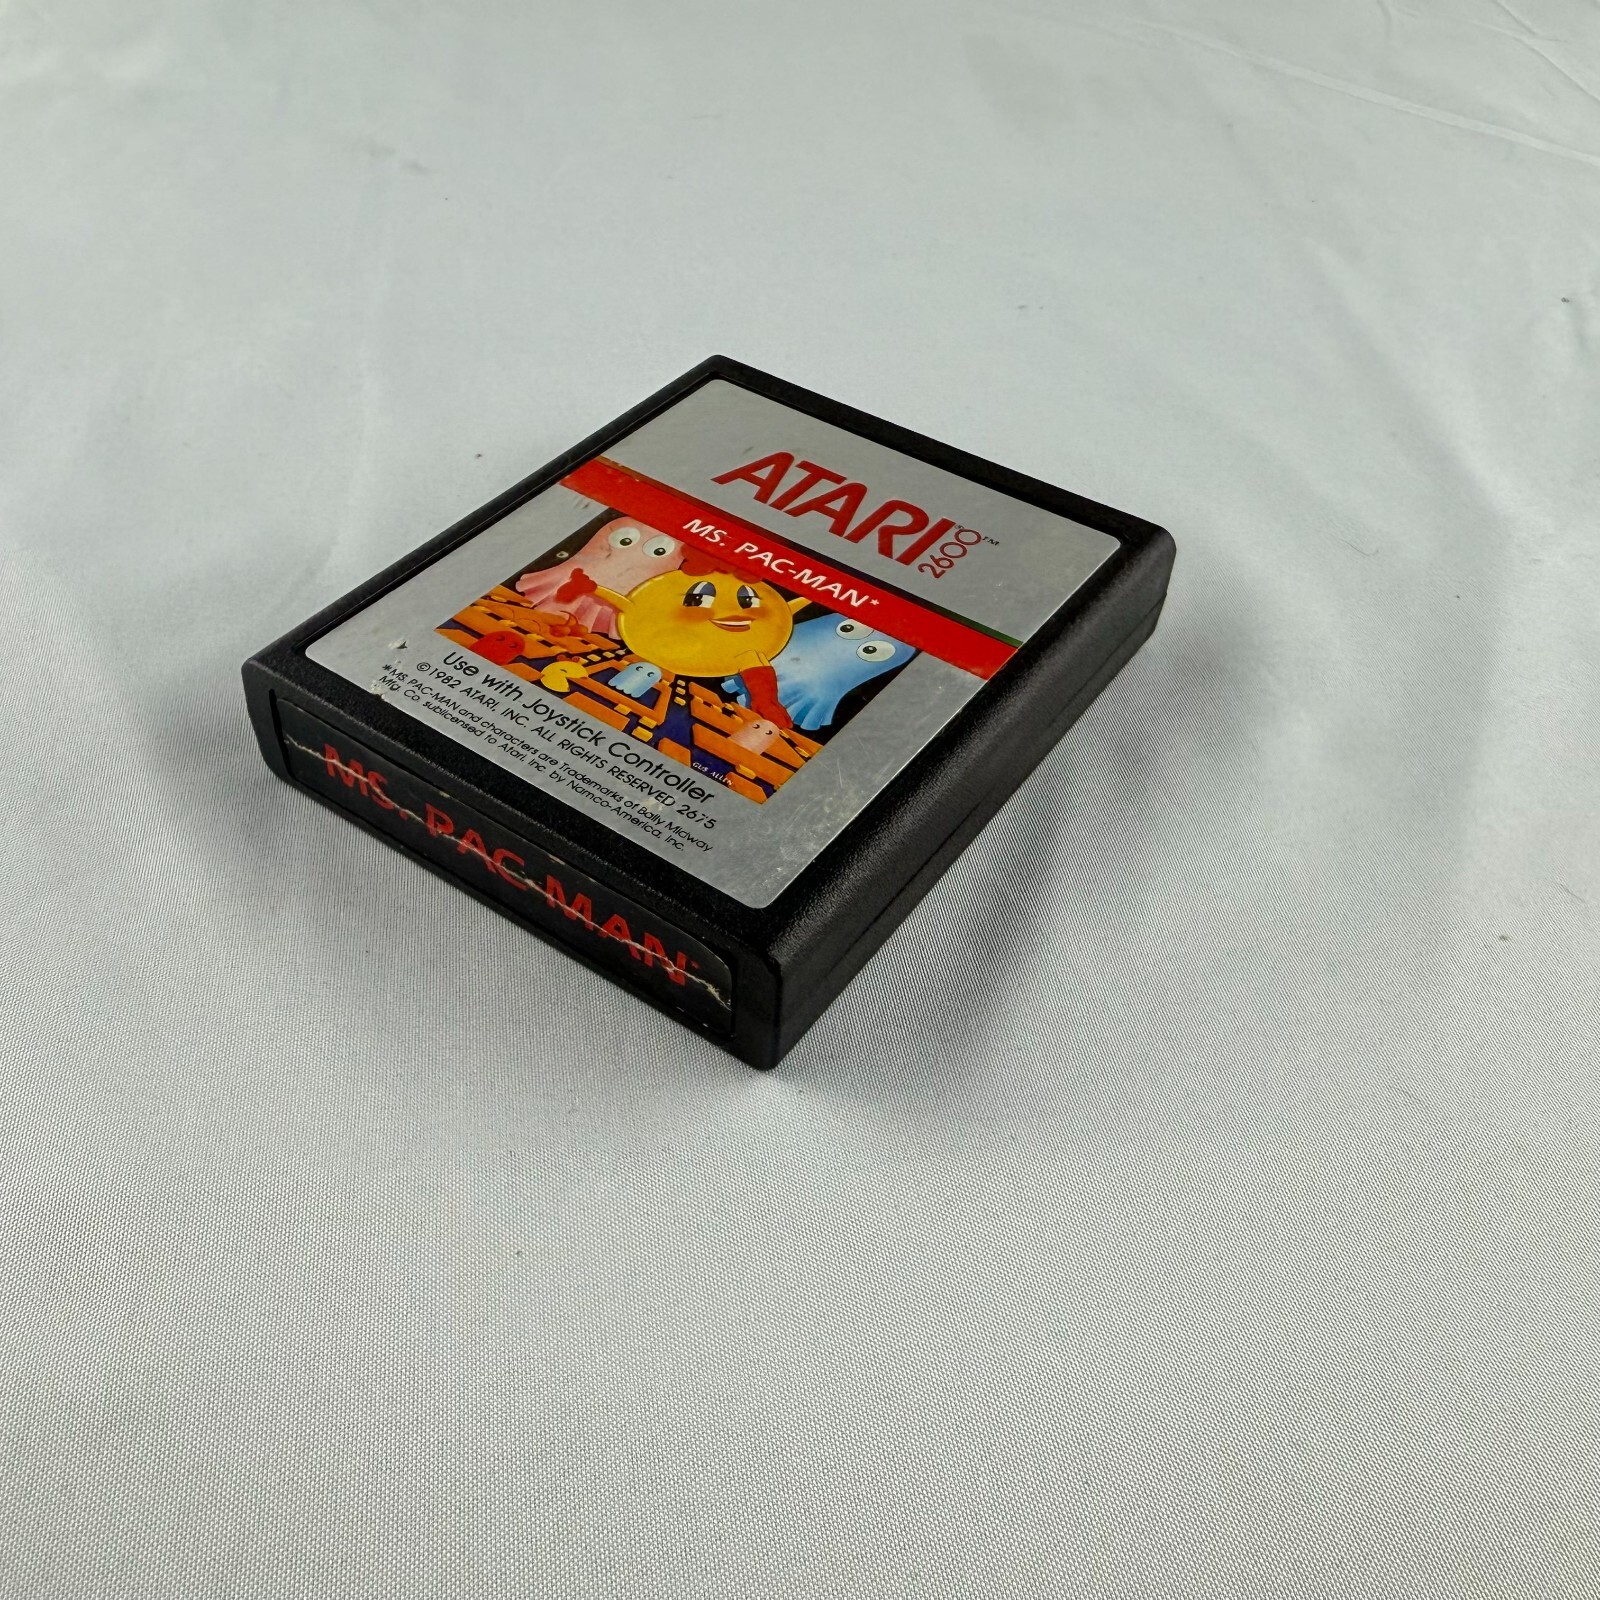 ATARI® 2600™
MS. PAC-MAN*
GUS ALLEN
Use with Joystick Controller
©1982 ATARI, INC. ALL RIGHTS RESERVED 2675
*MS. PAC-MAN and characters are Trademarks of Bally Midway
Mfg. Co. sublicensed to Atari, Inc. by Namco-America, Inc.
MS. PAC-MAN*